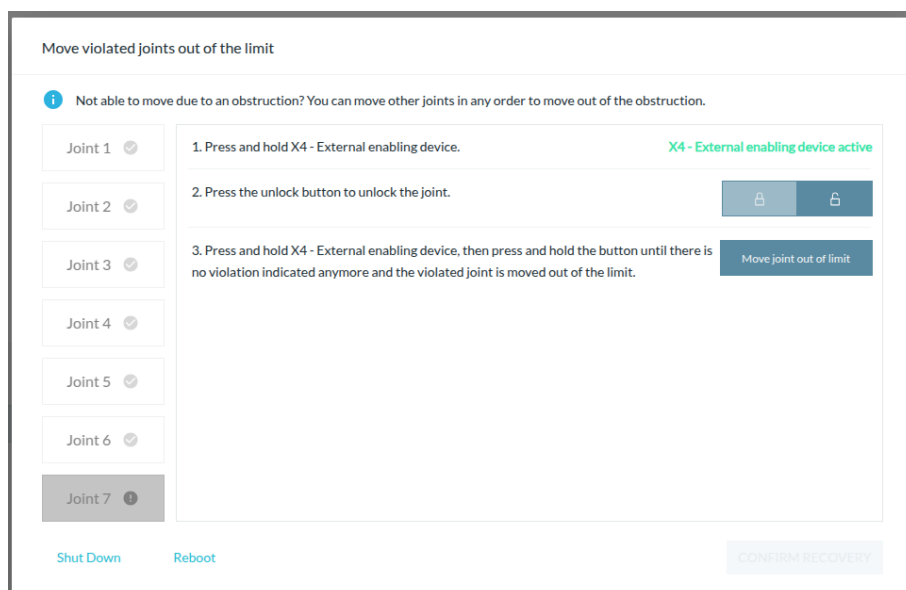 Move violated joints out of the limit
Not able to move due to an obstruction? You can move other joints in any order to move out of the obstruction.
Joint 1
Joint 2
Joint 3
Joint 4
Joint 5
Joint 6
Joint 7
1. Press and hold X4 - External enabling device.
X4 - External enabling device active
2. Press the unlock button to unlock the joint.
3. Press and hold X4 - External enabling device, then press and hold the button until there is
no violation indicated anymore and the violated joint is moved out of the limit.
Move joint out of limit
Shut Down
Reboot
CONFIRM RECOVERY